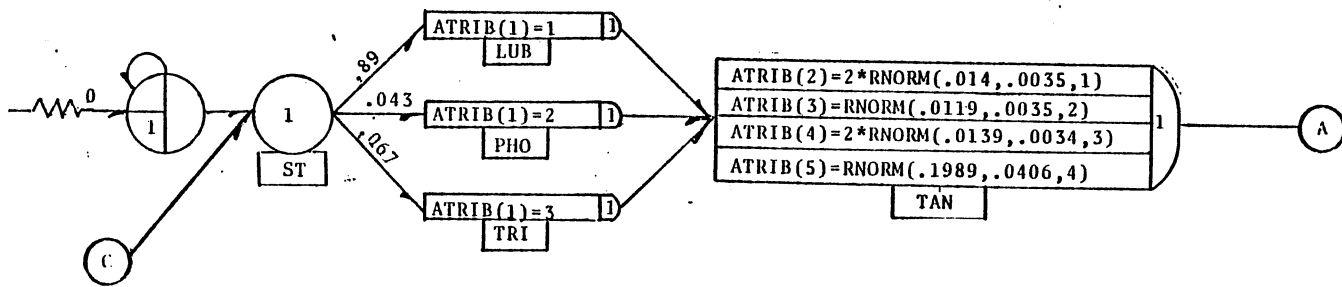 0
1
C
1
ST
.89
.043
.067
ATRIB(1)=1 1
LUB
ATRIB(1)=2 1
PHO
ATRIB(1)=3 1
TRI
ATRIB(2)=2*RNORM(.014,.0035,1)
ATRIB(3)=RNORM(.0119,.0035,2)
ATRIB(4)=2*RNORM(.0139,.0034,3)
ATRIB(5)=RNORM(.1989,.0406,4)
1
TAN
A